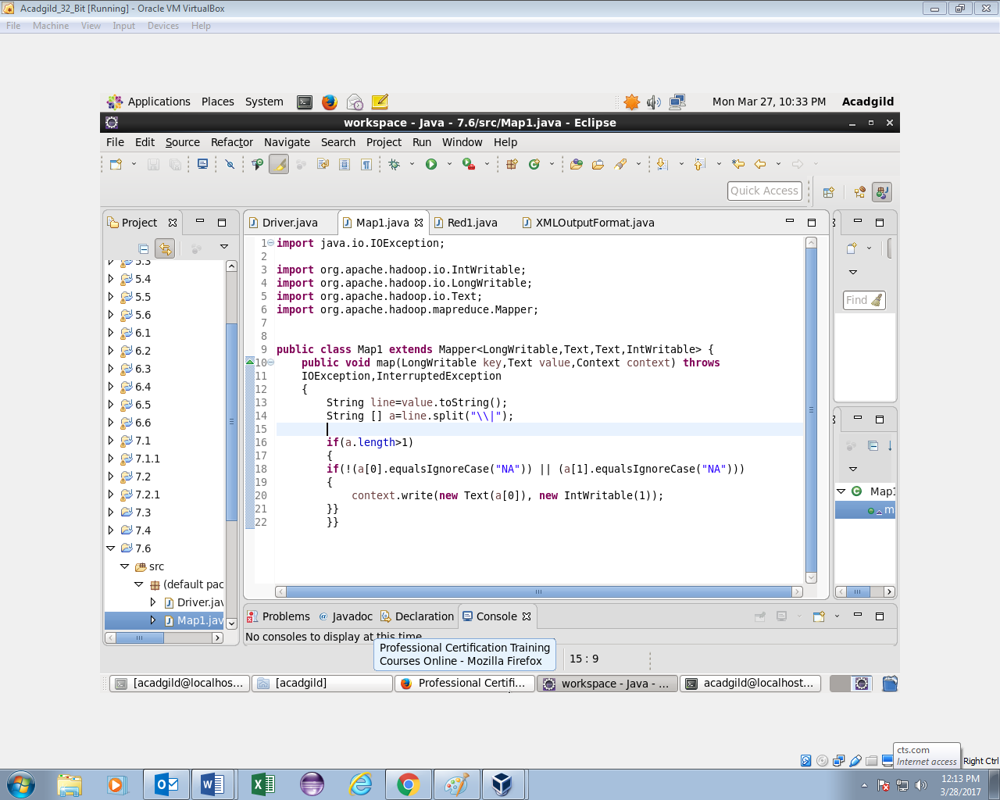 Acadgild_32_Bit [Running] - Oracle VM VirtualBox
File Machine View Input Devices Help
Applications Places System Mon Mar 27, 10:33 PM Acadgild
workspace - Java - 7.6/src/Map1.java - Eclipse
File Edit Source Refactor Navigate Search Project Run Window Help
Quick Access
Project
5.3
5.4
5.5
5.6
6.1
6.2
6.3
6.4
6.5
6.6
7.1
7.1.1
7.2
7.2.1
7.3
7.4
7.6
src
(default pac
Driver.jav
Map1.jav
Driver.java Map1.java Red1.java XMLOutputFormat.java
1 import java.io.IOException;
2
3 import org.apache.hadoop.io.IntWritable;
4 import org.apache.hadoop.io.LongWritable;
5 import org.apache.hadoop.io.Text;
6 import org.apache.hadoop.mapreduce.Mapper;
7
8
9 public class Map1 extends Mapper<LongWritable,Text,Text,IntWritable> {
10 public void map(LongWritable key,Text value,Context context) throws
11 IOException,InterruptedException
12 {
13 String line=value.toString();
14 String [] a=line.split("\\|");
15
16 if(a.length>1)
17 {
18 if(!(a[0].equalsIgnoreCase("NA")) || (a[1].equalsIgnoreCase("NA")))
19 {
20 context.write(new Text(a[0]), new IntWritable(1));
21 }}
22 }}
Find
Map1
m
Problems Javadoc Declaration Console
No consoles to display at this time.
Professional Certification Training
Courses Online - Mozilla Firefox
15 : 9
[acadgild@localhos... [acadgild] Professional Certifi... workspace - Java - ... acadgild@localhost...
cts.com
Internet access
Right Ctrl
12:13 PM
3/28/2017